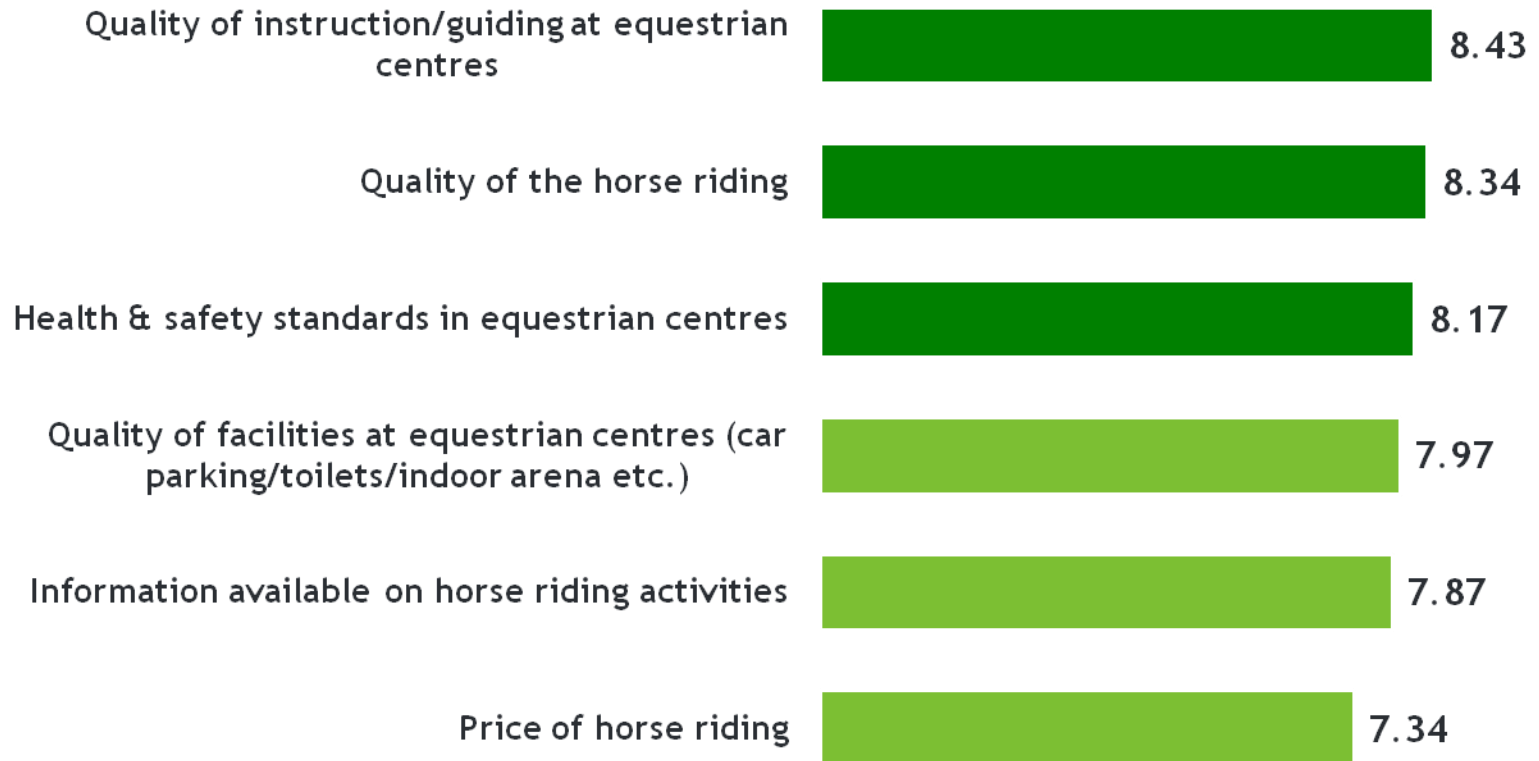 Quality of instruction/guiding at equestrian
centres
8.43
Quality of the horse riding
8.34
Health & safety standards in equestrian centres
8.17
Quality of facilities at equestrian centres (car
parking/toilets/indoor arena etc.)
7.97
Information available on horse riding activities
7.87
Price of horse riding
7.34